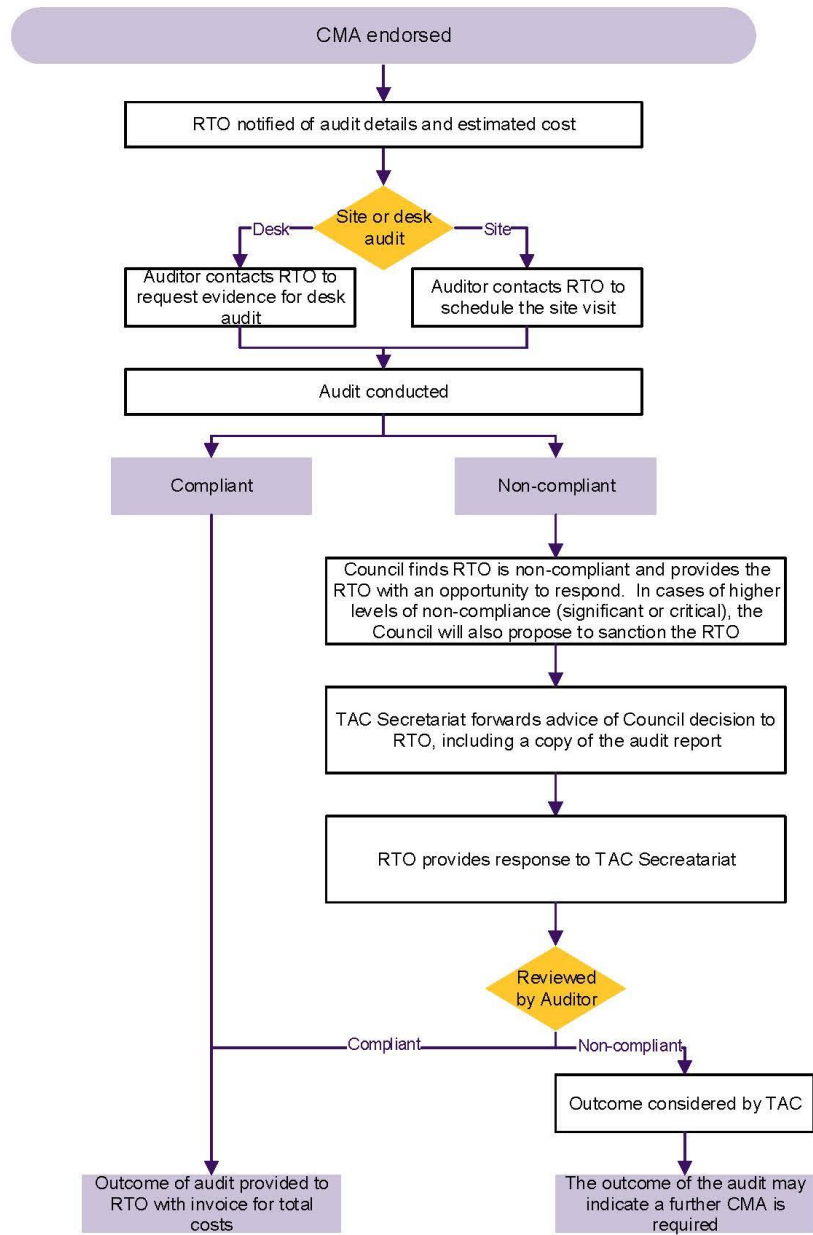 CMA endorsed
RTO notified of audit details and estimated cost
Site or desk
audit
Desk
Site
Auditor contacts RTO to
request evidence for desk
audit
Auditor contacts RTO to
schedule the site visit
Audit conducted
Compliant
Non-compliant
Council finds RTO is non-compliant and provides the
RTO with an opportunity to respond. In cases of higher
levels of non-compliance (significant or critical), the
Council will also propose to sanction the RTO
TAC Secretariat forwards advice of Council decision to
RTO, including a copy of the audit report
RTO provides response to TAC Secreatariat
Reviewed
by Auditor
Compliant
Non-compliant
Outcome considered by TAC
Outcome of audit provided to
RTO with invoice for total
costs
The outcome of the audit may
indicate a further CMA is
required